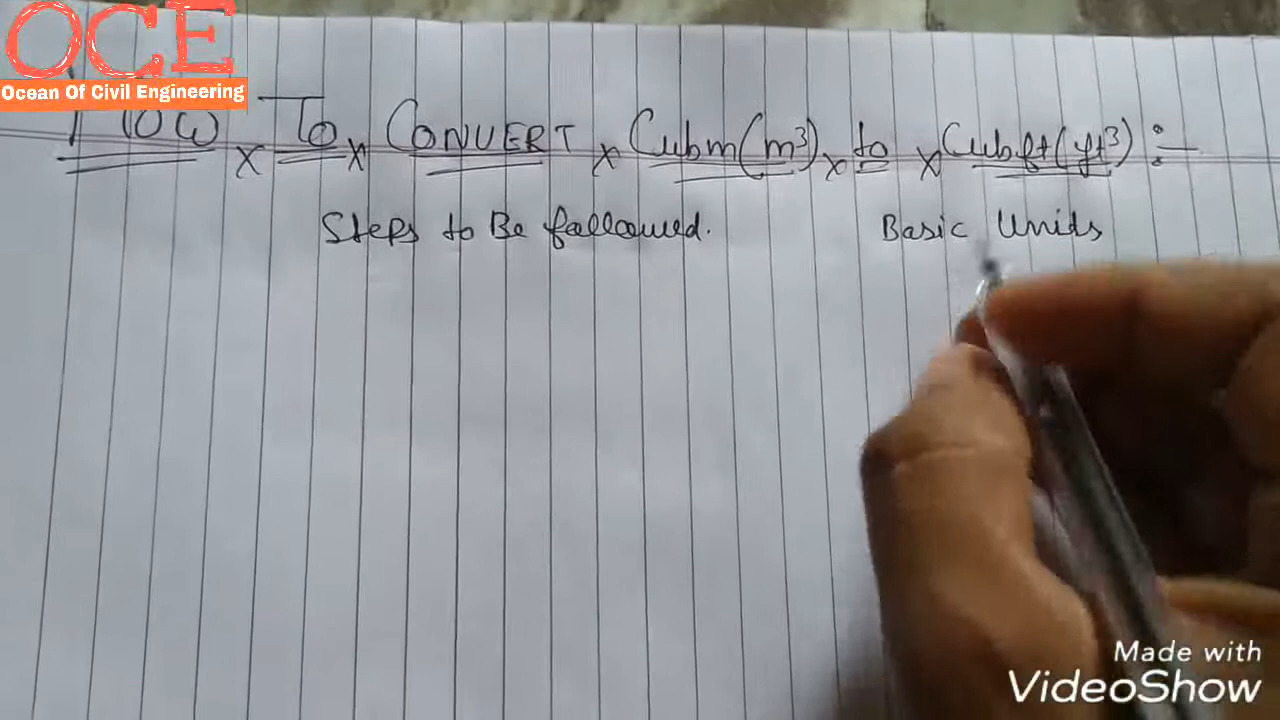 OCE
Ocean Of Civil Engineering
How To Convert Cubm(m³) to Cubft(ft³) :-
Steps to Be followed.
Basic Units
Made with
VideoShow